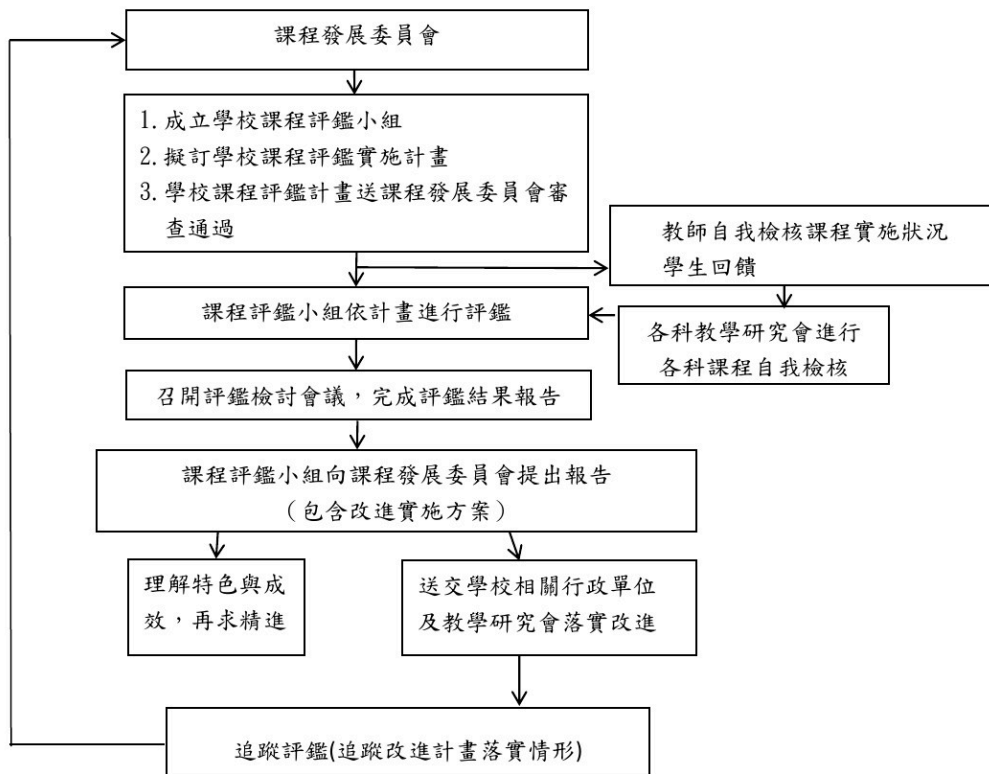 課程發展委員會
1. 成立學校課程評鑑小組
2. 擬訂學校課程評鑑實施計畫
3. 學校課程評鑑計畫送課程發展委員會審
查通過
教師自我檢核課程實施狀況
學生回饋
課程評鑑小組依計畫進行評鑑
各科教學研究會進行
各科課程自我檢核
召開評鑑檢討會議，完成評鑑結果報告
課程評鑑小組向課程發展委員會提出報告
（包含改進實施方案）
理解特色與成
效，再求精進
送交學校相關行政單位
及教學研究會落實改進
追蹤評鑑(追蹤改進計畫落實情形)